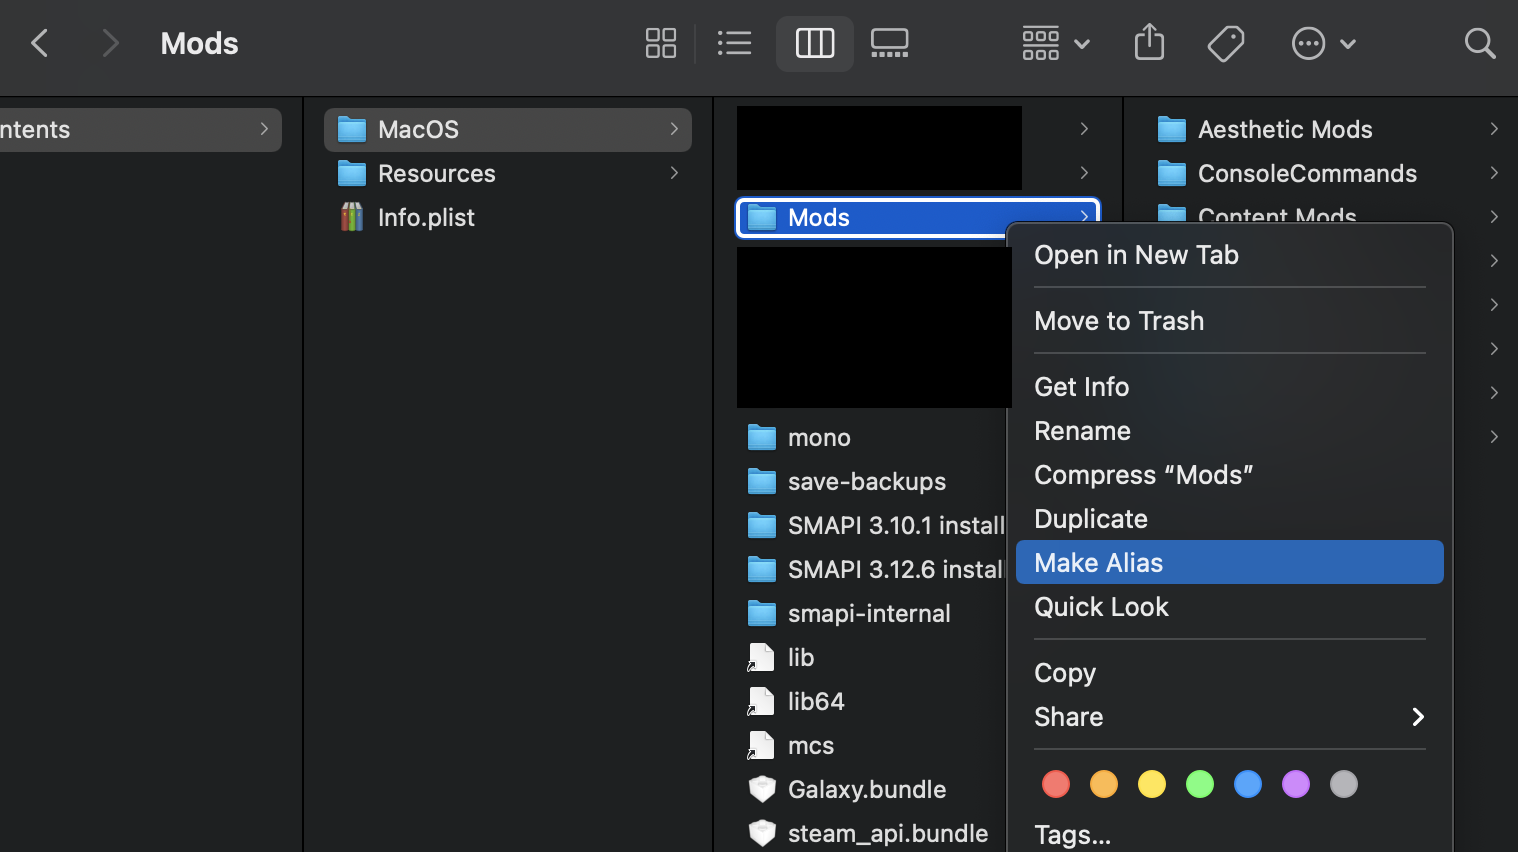 Mods
ntents
MacOS
Resources
Info.plist
Mods
mono
save-backups
SMAPI 3.10.1 install
SMAPI 3.12.6 instal
smapi-internal
lib
lib64
mcs
Galaxy.bundle
steam_api.bundle
Aesthetic Mods
ConsoleCommands
Content Mods
Open in New Tab
Move to Trash
Get Info
Rename
Compress “Mods”
Duplicate
Make Alias
Quick Look
Copy
Share
Tags...